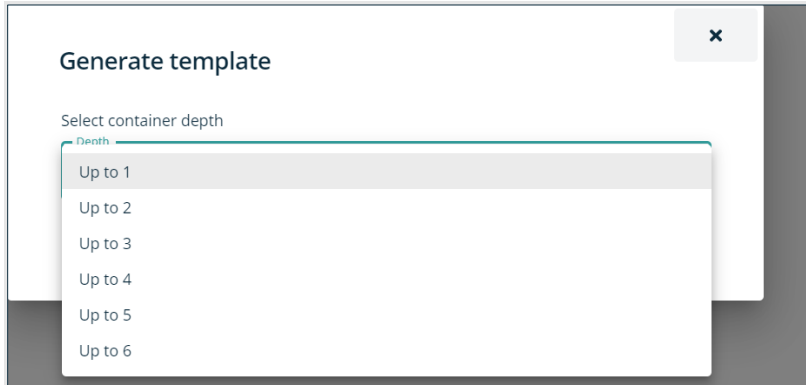 Generate template
Select container depth
Depth
Up to 1
Up to 2
Up to 3
Up to 4
Up to 5
Up to 6